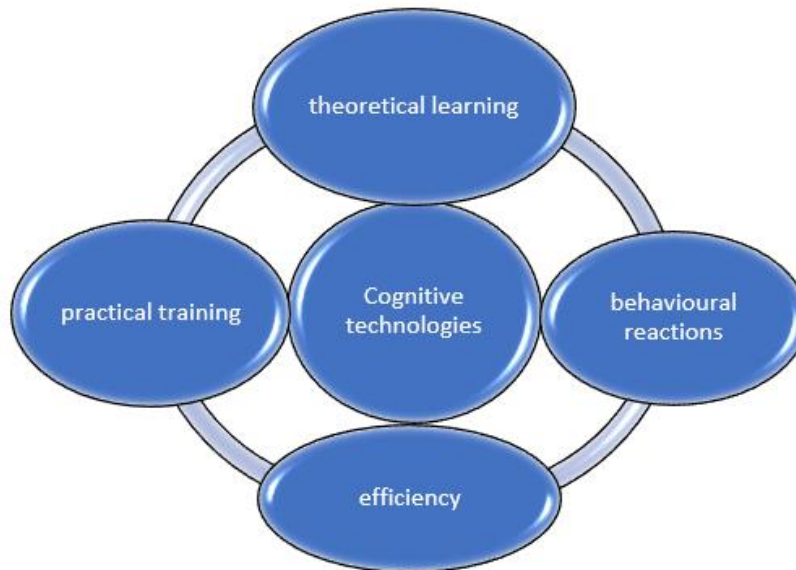 theoretical learning
practical training
Cognitive
technologies
behavioural
reactions
efficiency